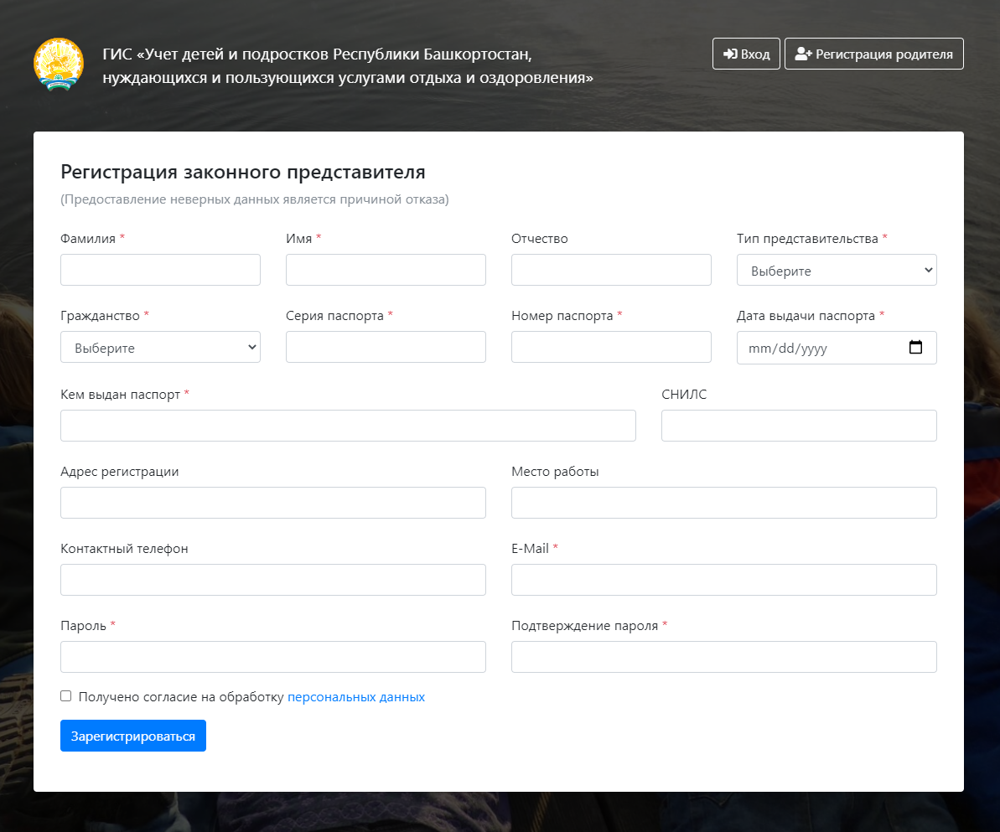 ГИС «Учет детей и подростков Республики Башкортостан,
нуждающихся и пользующихся услугами отдыха и оздоровления»
Вход
Регистрация родителя
Регистрация законного представителя
(Предоставление неверных данных является причиной отказа)
Фамилия *
Имя *
Отчество
Тип представительства *
Выберите
Гражданство *
Серия паспорта *
Номер паспорта *
Дата выдачи паспорта *
Выберите
mm/dd/yyyy
Кем выдан паспорт *
СНИЛС
Адрес регистрации
Место работы
Контактный телефон
E-Mail *
Пароль *
Подтверждение пароля *
Получено согласие на обработку персональных данных
Зарегистрироваться